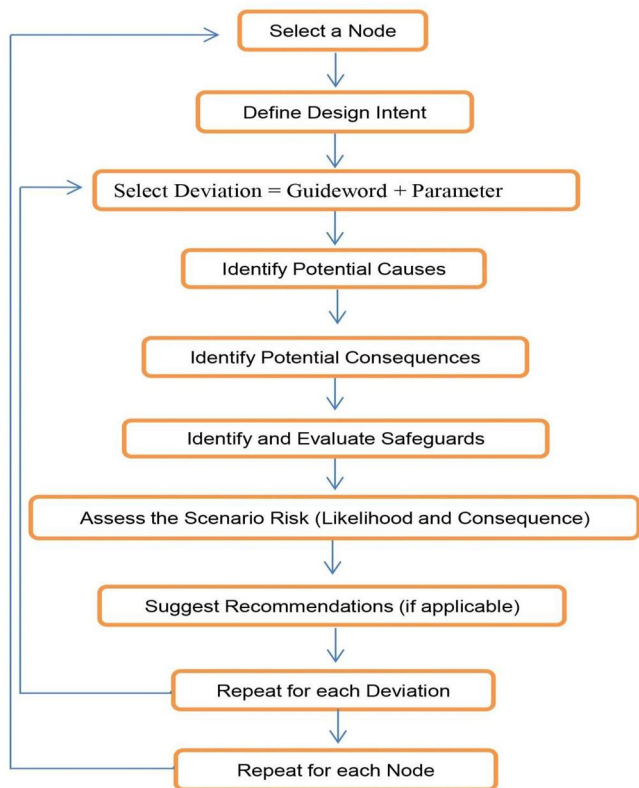 Select a Node
Define Design Intent
Select Deviation = Guideword + Parameter
Identify Potential Causes
Identify Potential Consequences
Identify and Evaluate Safeguards
Assess the Scenario Risk (Likelihood and Consequence)
Suggest Recommendations (if applicable)
Repeat for each Deviation
Repeat for each Node